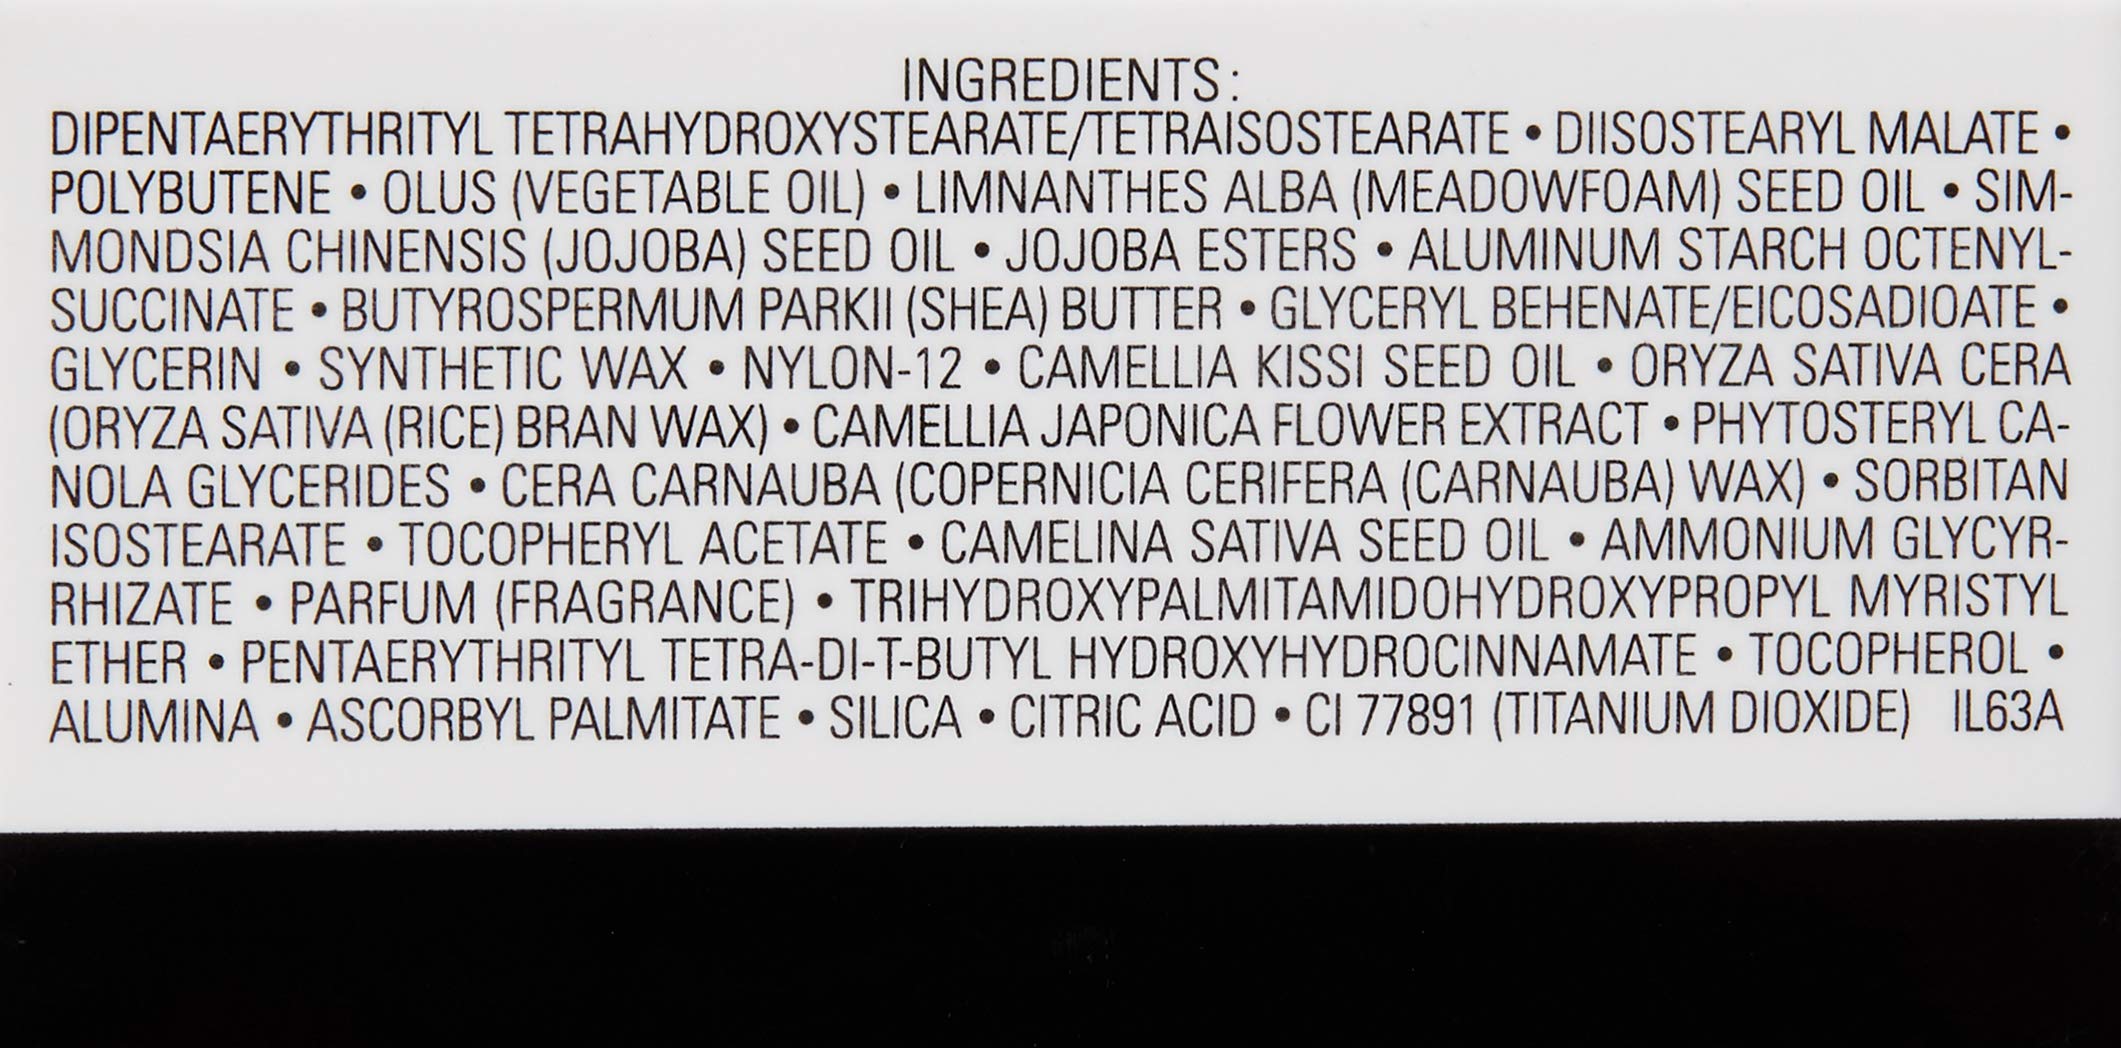 INGREDIENTS:
DIPENTAERYTHRITYL TETRAHYDROXYSTEARATE/TETRAISOSTEARATE • DIISOSTEARYL MALATE •
POLYBUTENE • OLUS (VEGETABLE OIL) • LIMNANTHES ALBA (MEADOWFOAM) SEED OIL • SIM-
MONDSIA CHINENSIS (JOJOBA) SEED OIL • JOJOBA ESTERS • ALUMINUM STARCH OCTENYL-
SUCCINATE • BUTYROSPERMUM PARKII (SHEA) BUTTER • GLYCERYL BEHENATE/EICOSADIOATE •
GLYCERIN • SYNTHETIC WAX • NYLON-12 • CAMELLIA KISSI SEED OIL • ORYZA SATIVA CERA
(ORYZA SATIVA (RICE) BRAN WAX) • CAMELLIA JAPONICA FLOWER EXTRACT • PHYTOSTERYL CA-
NOLA GLYCERIDES • CERA CARNAUBA (COPERNICIA CERIFERA (CARNAUBA) WAX) • SORBITAN
ISOSTEARATE • TOCOPHERYL ACETATE • CAMELINA SATIVA SEED OIL • AMMONIUM GLYCYR-
RHIZATE • PARFUM (FRAGRANCE) • TRIHYDROXYPALMITAMIDOHYDROXYPROPYL MYRISTYL
ETHER • PENTAERYTHRITYL TETRA-DI-T-BUTYL HYDROXYHYDROCINNAMATE • TOCOPHEROL •
ALUMINA • ASCORBYL PALMITATE • SILICA • CITRIC ACID • CI 77891 (TITANIUM DIOXIDE) IL63A